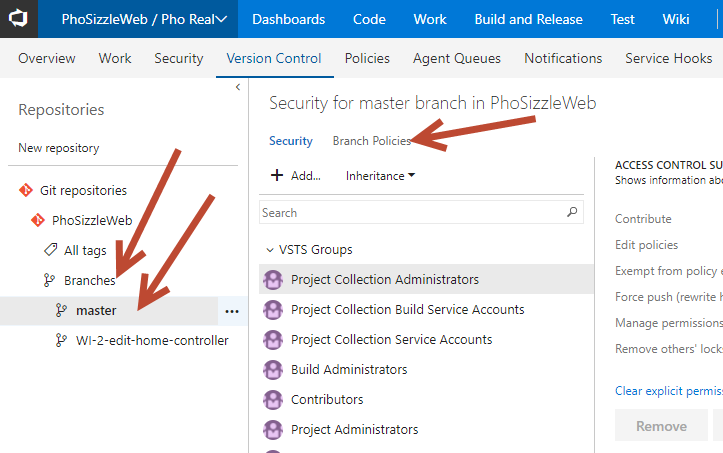 PhoSizzleWeb / Pho Real
Dashboards
Code
Work
Build and Release
Test
Wiki
Overview
Work
Security
Version Control
Policies
Agent Queues
Notifications
Service Hooks
Repositories
New repository
Git repositories
PhoSizzleWeb
All tags
Branches
master
...
WI-2-edit-home-controller
Security for master branch in PhoSizzleWeb
Security
Branch Policies
+ Add...
Inheritance
Search
VSTS Groups
Project Collection Administrators
Project Collection Build Service Accounts
Project Collection Service Accounts
Build Administrators
Contributors
Project Administrators
ACCESS CONTROL SU
Shows information abo
Contribute
Edit policies
Exempt from policy e
Force push (rewrite h
Manage permissions
Remove others' locks
Clear explicit permiss
Remove